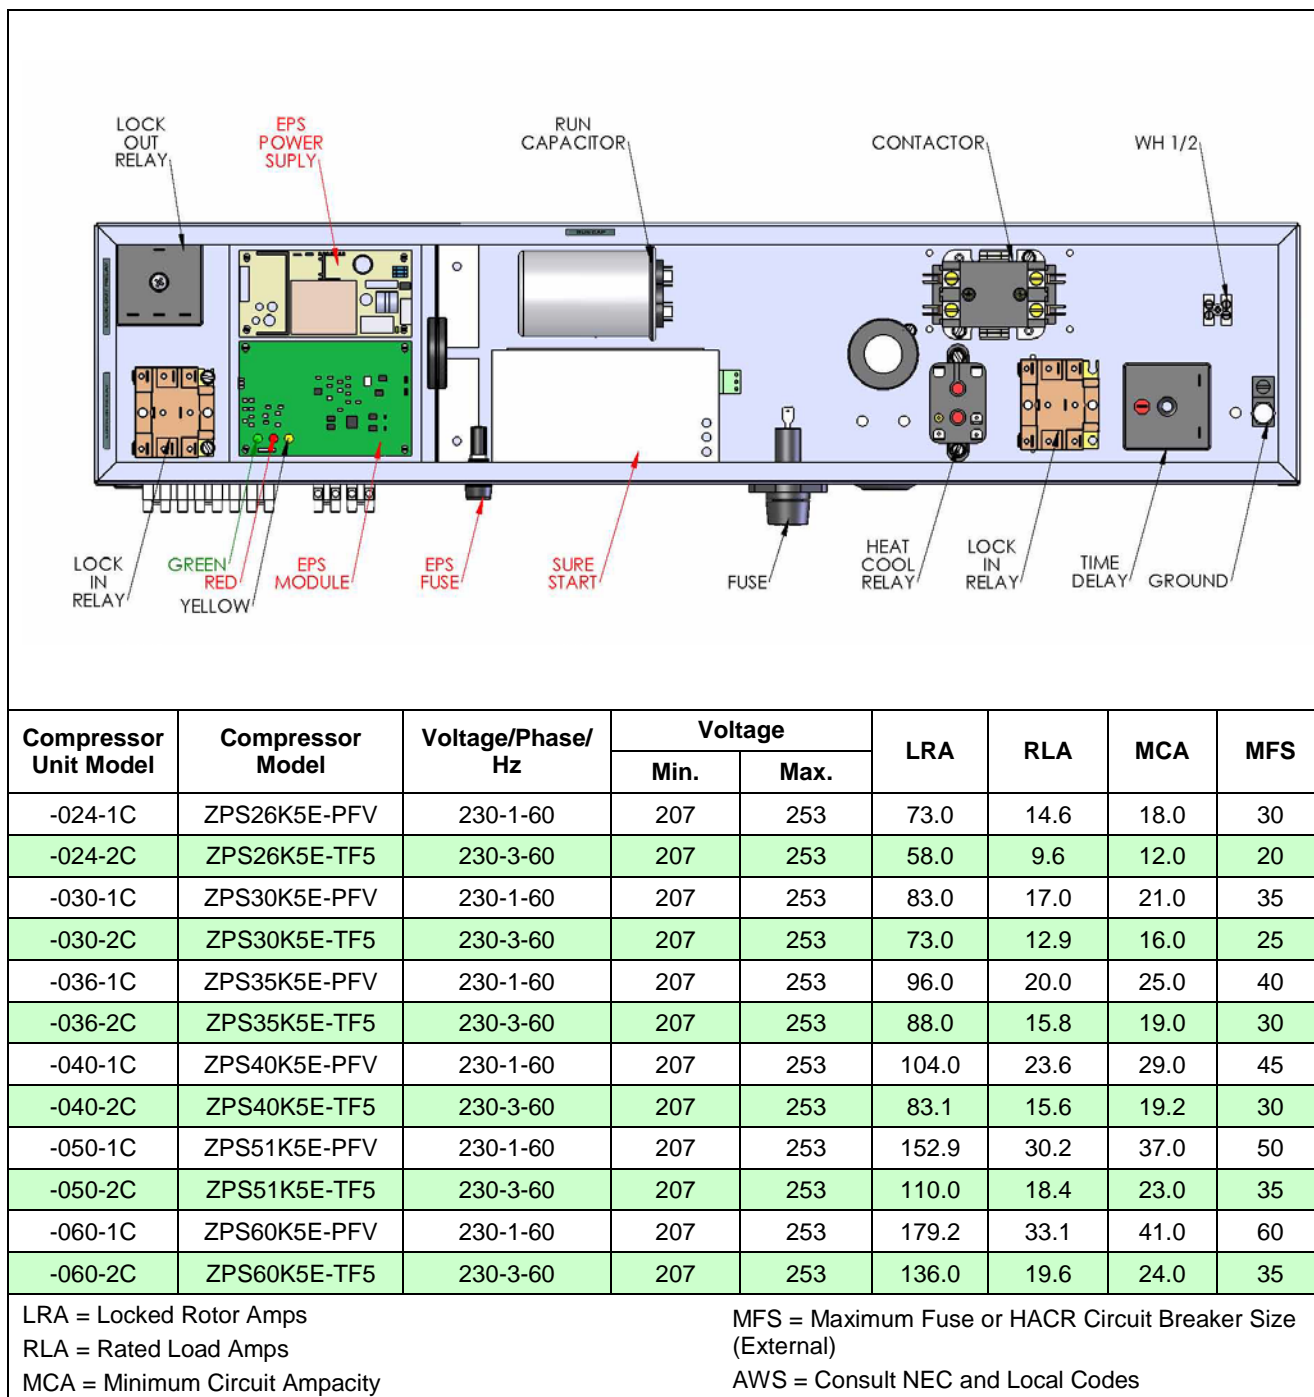 LOCK
OUT
RELAY
EPS
POWER
SUPLY
RUN
CAPACITOR
CONTACTOR
WH 1/2
RUN CAP
LOCK
IN
RELAY
GREEN
RED
YELLOW
EPS
MODULE
EPS
FUSE
SURE
START
FUSE
HEAT
COOL
RELAY
LOCK
IN
RELAY
TIME
DELAY
GROUND
Compressor Unit Model Compressor Model Voltage/Phase/ Hz Voltage Min. Max. LRA RLA MCA MFS
-024-1C ZPS26K5E-PFV 230-1-60 207 253 73.0 14.6 18.0 30
-024-2C ZPS26K5E-TF5 230-3-60 207 253 58.0 9.6 12.0 20
-030-1C ZPS30K5E-PFV 230-1-60 207 253 83.0 17.0 21.0 35
-030-2C ZPS30K5E-TF5 230-3-60 207 253 73.0 12.9 16.0 25
-036-1C ZPS35K5E-PFV 230-1-60 207 253 96.0 20.0 25.0 40
-036-2C ZPS35K5E-TF5 230-3-60 207 253 88.0 15.8 19.0 30
-040-1C ZPS40K5E-PFV 230-1-60 207 253 104.0 23.6 29.0 45
-040-2C ZPS40K5E-TF5 230-3-60 207 253 83.1 15.6 19.2 30
-050-1C ZPS51K5E-PFV 230-1-60 207 253 152.9 30.2 37.0 50
-050-2C ZPS51K5E-TF5 230-3-60 207 253 110.0 18.4 23.0 35
-060-1C ZPS60K5E-PFV 230-1-60 207 253 179.2 33.1 41.0 60
-060-2C ZPS60K5E-TF5 230-3-60 207 253 136.0 19.6 24.0 35
LRA = Locked Rotor Amps
RLA = Rated Load Amps
MCA = Minimum Circuit Ampacity
MFS = Maximum Fuse or HACR Circuit Breaker Size
(External)
AWS = Consult NEC and Local Codes